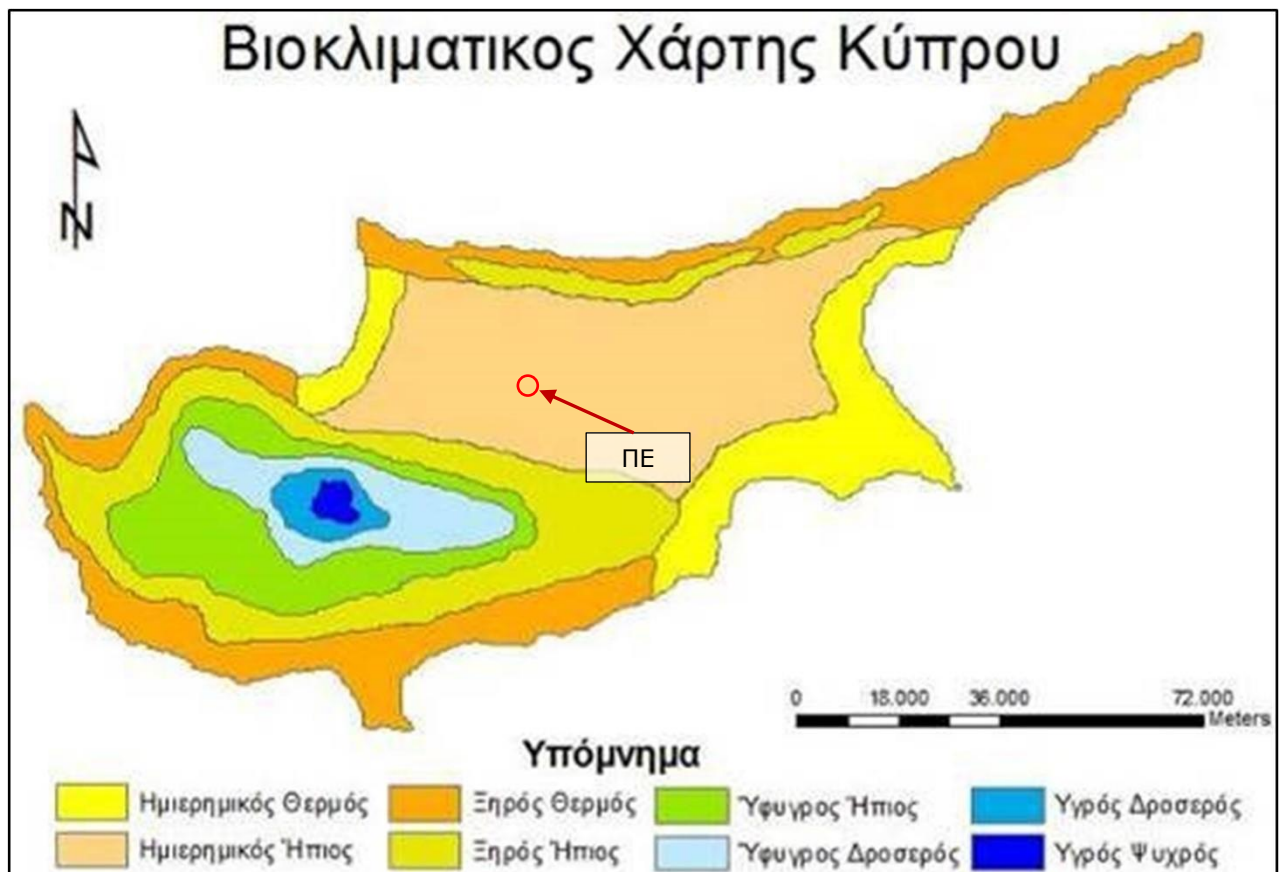 Βιοκλιματικος Χάρτης Κύπρου
N
ΠΕ
0 18.000 36.000 72.000
Meters
Υπόμνημα
Ημιερημικός Θερμός Ξηρός Θερμός Ύφυγρος Ήπιος Υγρός Δροσερός
Ημιερημικός Ήπιος Ξηρός Ήπιος Ύφυγρος Δροσερός Υγρός Ψυχρός